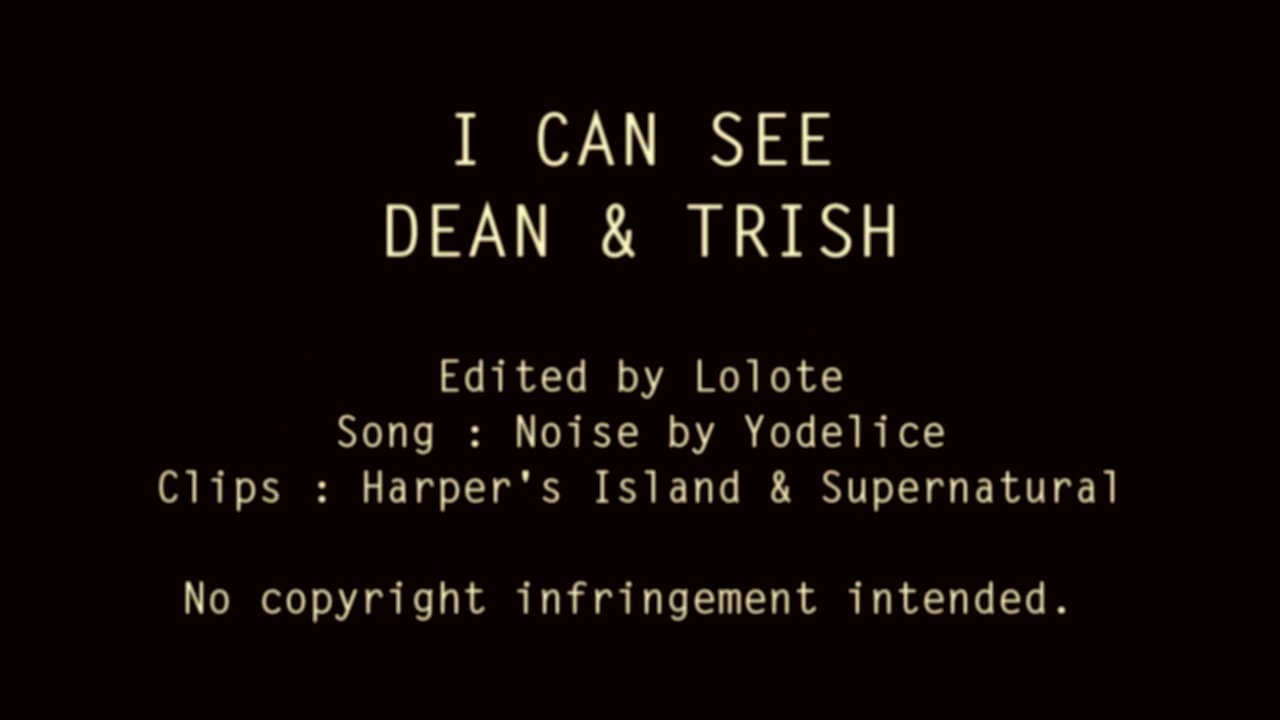 I CAN SEE
DEAN & TRISH
Edited by Lolote
Song : Noise by Yodelice
Clips : Harper's Island & Supernatural
No copyright infringement intended.